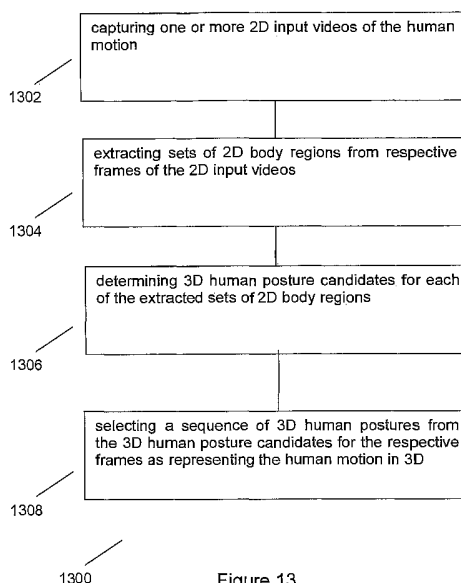 capturing one or more 2D input videos of the human
motion
1302
extracting sets of 2D body regions from respective
frames of the 2D input videos
1304
determining 3D human posture candidates for each
of the extracted sets of 2D body regions
1306
selecting a sequence of 3D human postures from
the 3D human posture candidates for the respective
frames as representing the human motion in 3D
1308
1300
Figure 13